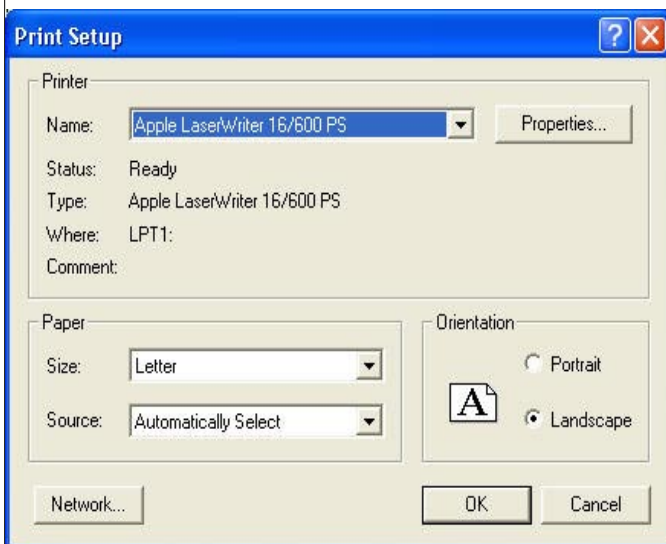 Print Setup
Printer
Name: Apple LaserWriter 16/600 PS Properties...
Status: Ready
Type: Apple LaserWriter 16/600 PS
Where: LPT1:
Comment:
Paper
Size: Letter
Source: Automatically Select
Orientation
Portrait
A
Landscape
Network... OK Cancel